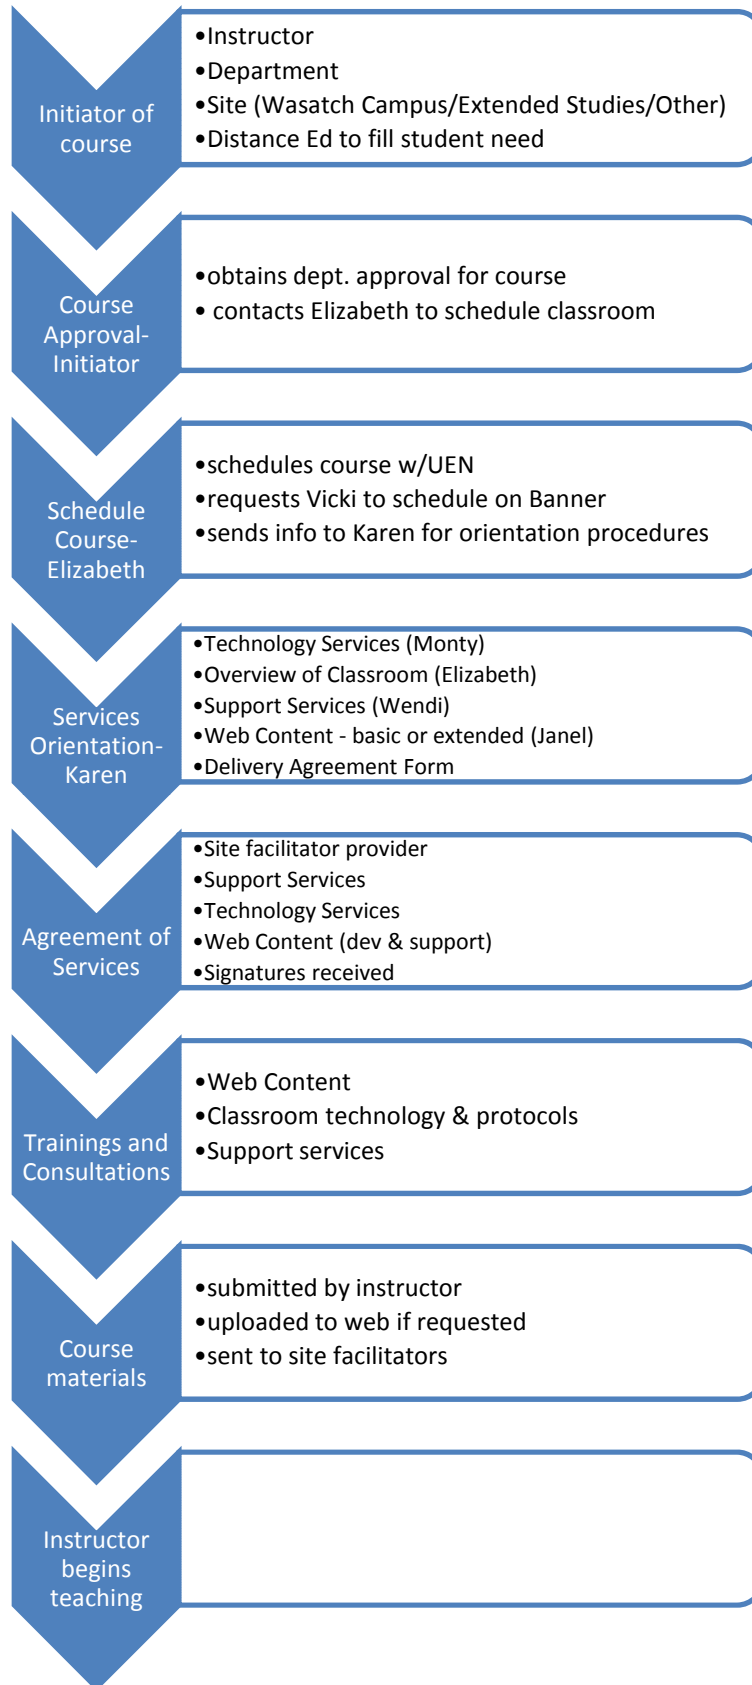 Initiator of
course
•Instructor
•Department
•Site (Wasatch Campus/Extended Studies/Other)
•Distance Ed to fill student need
Course
Approval-
Initiator
•obtains dept. approval for course
• contacts Elizabeth to schedule classroom
Schedule
Course-
Elizabeth
•schedules course w/UEN
•requests Vicki to schedule on Banner
•sends info to Karen for orientation procedures
Services
Orientation-
Karen
•Technology Services (Monty)
•Overview of Classroom (Elizabeth)
•Support Services (Wendi)
•Web Content - basic or extended (Janel)
•Delivery Agreement Form
Agreement of
Services
•Site facilitator provider
•Support Services
•Technology Services
•Web Content (dev & support)
•Signatures received
Trainings and
Consultations
•Web Content
•Classroom technology & protocols
•Support services
Course
materials
•submitted by instructor
•uploaded to web if requested
•sent to site facilitators
Instructor
begins
teaching